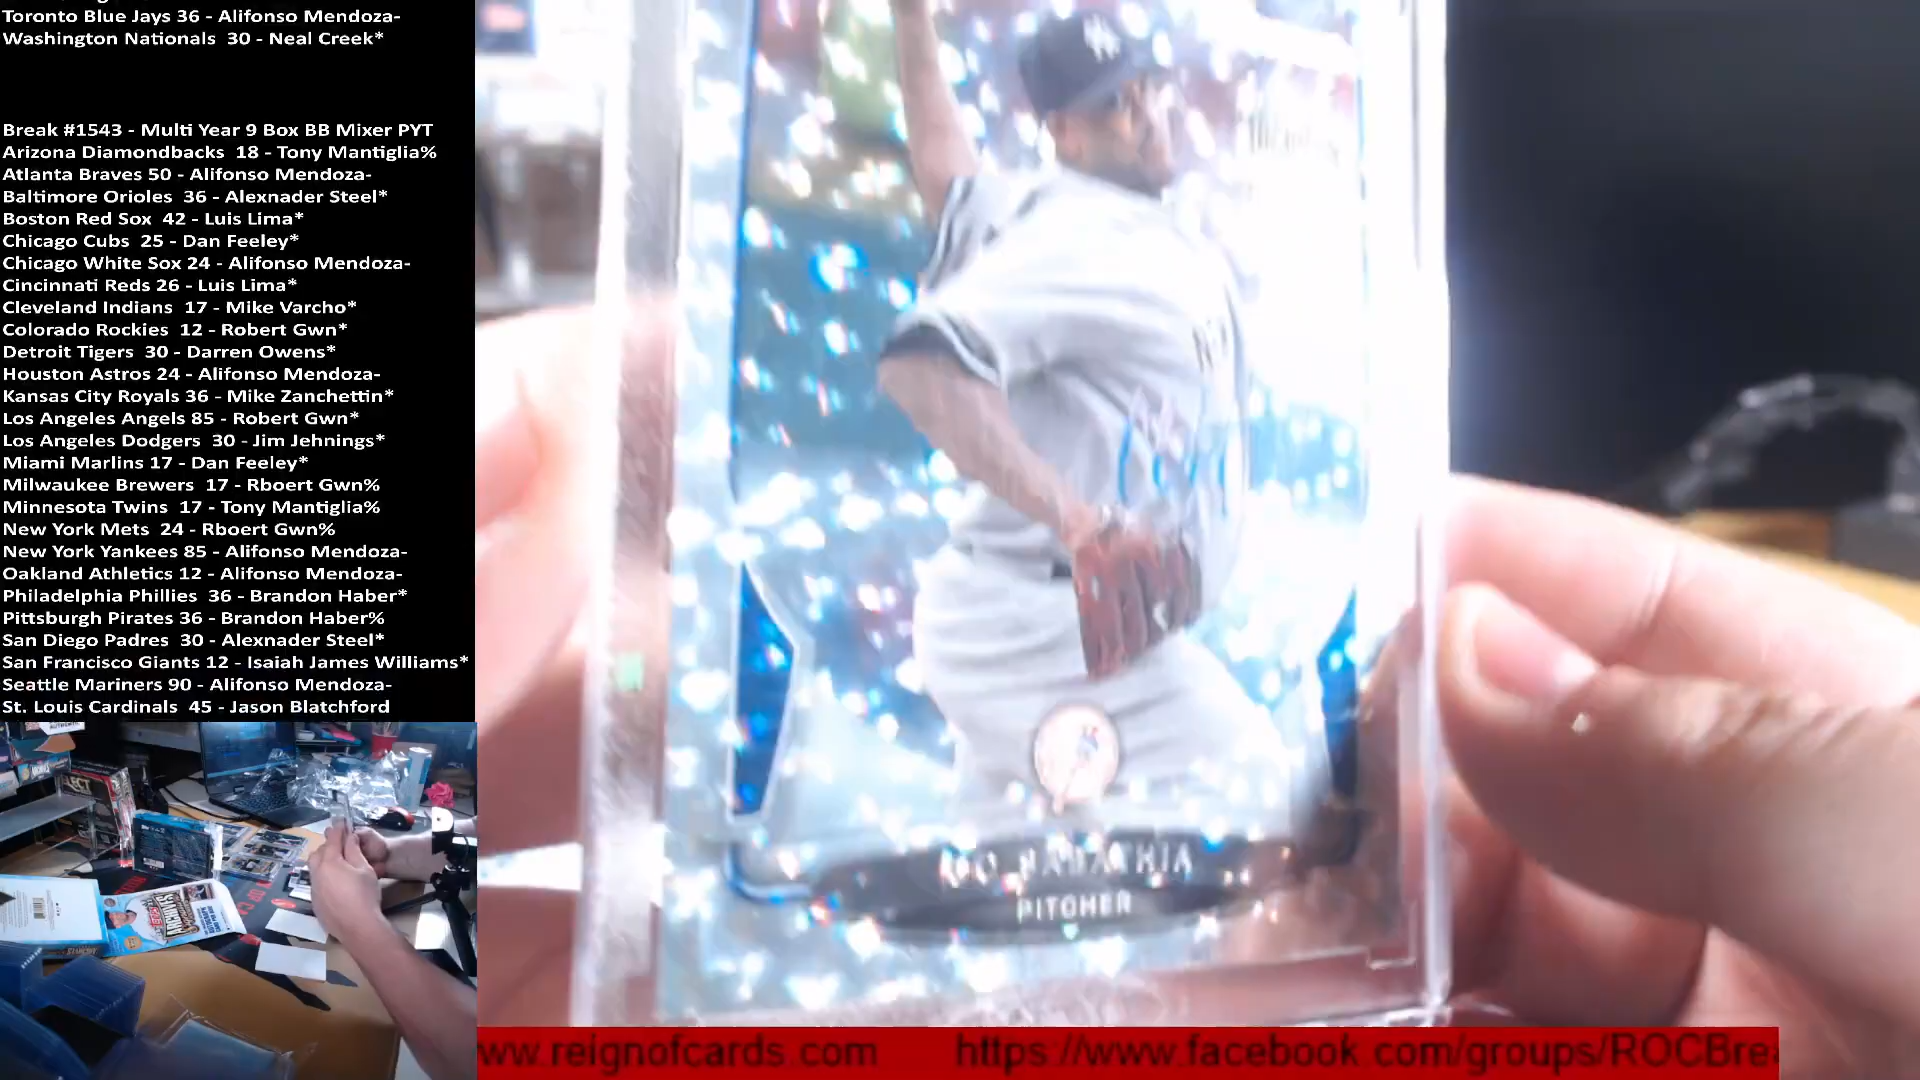 Toronto Blue Jays 36 - Alifonso Mendoza-
Washington Nationals 30 - Neal Creek*
Break #1543 - Multi Year 9 Box BB Mixer PYT
Arizona Diamondbacks 18 - Tony Mantiglia%
Atlanta Braves 50 - Alifonso Mendoza-
Baltimore Orioles 36 - Alexnader Steel*
Boston Red Sox 42 - Luis Lima*
Chicago Cubs 25 - Dan Feeley*
Chicago White Sox 24 - Alifonso Mendoza-
Cincinnati Reds 26 - Luis Lima*
Cleveland Indians 17 - Mike Varcho*
Colorado Rockies 12 - Robert Gwn*
Detroit Tigers 30 - Darren Owens*
Houston Astros 24 - Alifonso Mendoza-
Kansas City Royals 36 - Mike Zanchettin*
Los Angeles Angels 85 - Robert Gwn*
Los Angeles Dodgers 30 - Jim Jehnings*
Miami Marlins 17 - Dan Feeley*
Milwaukee Brewers 17 - Rboert Gwn%
Minnesota Twins 17 - Tony Mantiglia%
New York Mets 24 - Rboert Gwn%
New York Yankees 85 - Alifonso Mendoza-
Oakland Athletics 12 - Alifonso Mendoza-
Philadelphia Phillies 36 - Brandon Haber*
Pittsburgh Pirates 36 - Brandon Haber%
San Diego Padres 30 - Alexnader Steel*
San Francisco Giants 12 - Isaiah James Williams*
Seattle Mariners 90 - Alifonso Mendoza-
St. Louis Cardinals 45 - Jason Blatchford
SABATHIA
PITCHER
ARCHIVES
ww.reignofcards.com https://www.facebook.com/groups/ROCBrea